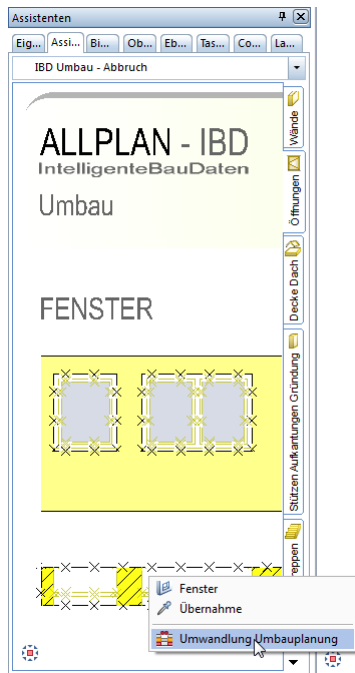 Assistenten
Eig... Assi... Bi... Ob... Eb... Tas... Co... La...
IBD Umbau - Abbruch
ALLPLAN - IBD
IntelligenteBauDaten
Umbau
FENSTER
Wände
Öffnungen
Decke Dach
Stützen Aufkantungen Gründung
Fenster
Übernahme
Umwandlung Umbauplanung